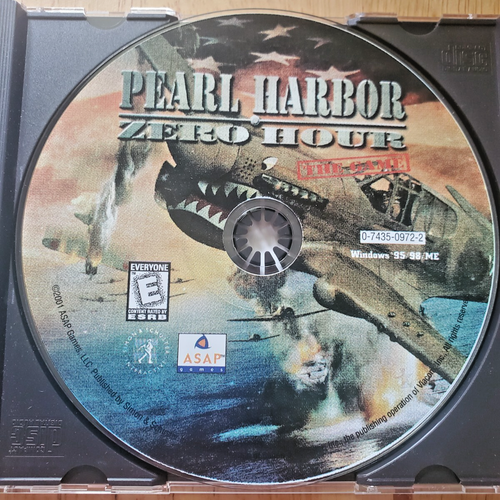 PEARL HARBOR
ZERO HOUR
THE GAME
0-7435-0972-2
Windows 95/98/ME
EVERYONE
E
CONTENT RATED BY
ESRB
ASAP
games
©2001 ASAP Games, LLC. Published by Simon &
the publishing operation of Viacom, Inc. All rights reserved.